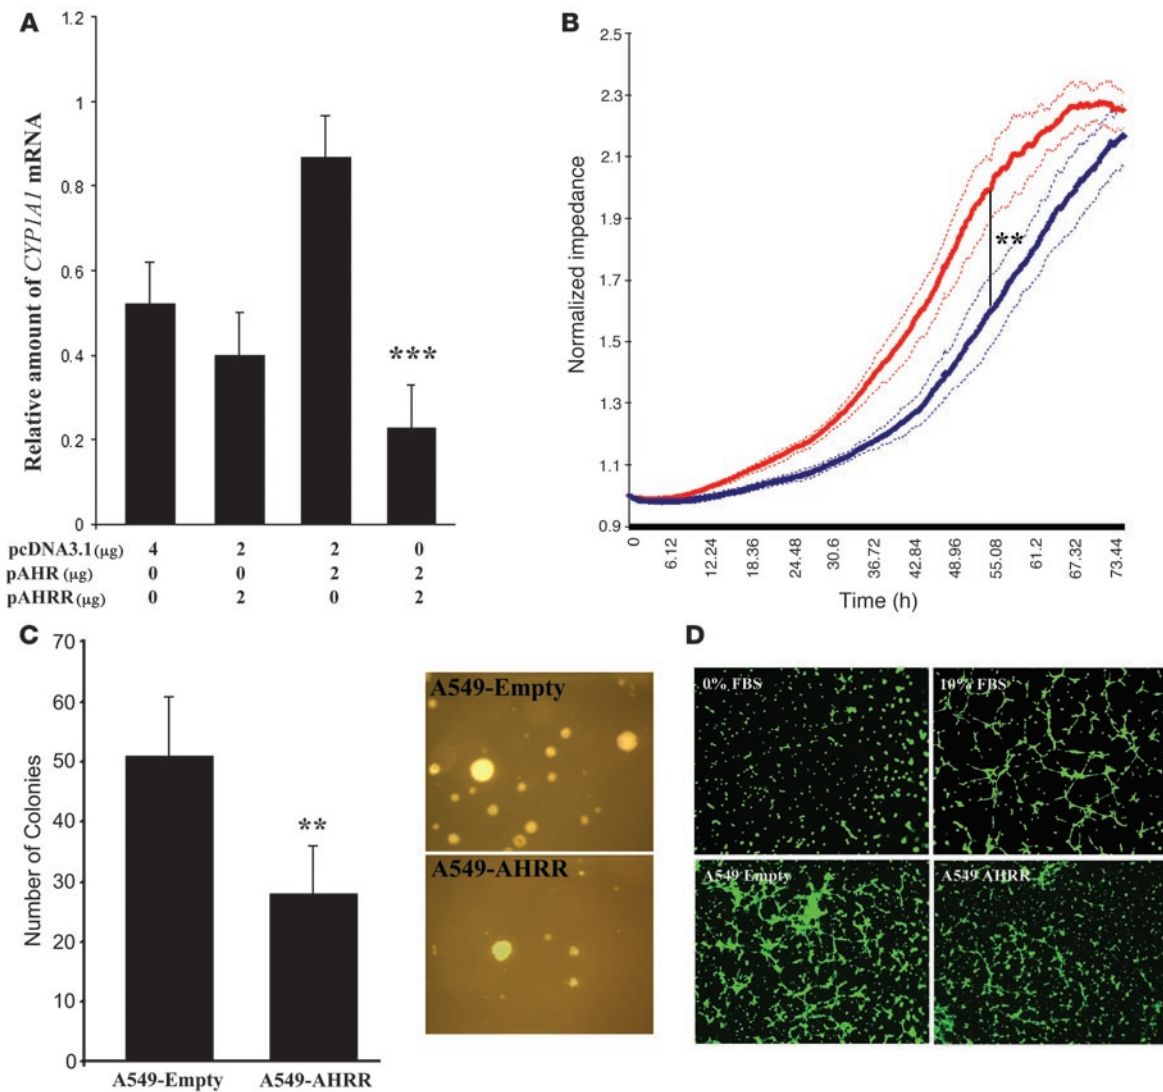 A
Relative amount of CYP1A1 mRNA
1.2
1
0.8
0.6
0.4
0.2
0
***
pcDNA3.1(µg) 4 2 2 0
pAHR (µg) 0 0 2 2
pAHRR(µg) 0 2 0 2
B
Normalized impedance
2.5
2.3
2.1
1.9
1.7
1.5
1.3
1.1
0.9
**
0 6.12 12.24 18.36 24.48 30.6 36.72 42.84 48.96 55.08 61.2 67.32 73.44
Time (h)
C
Number of Colonies
70
60
50
40
30
20
10
0
**
A549-Empty A549-AHRR
A549-Empty
A549-AHRR
D
0% FBS
10% FBS
A549 Empty
A549 AHRR